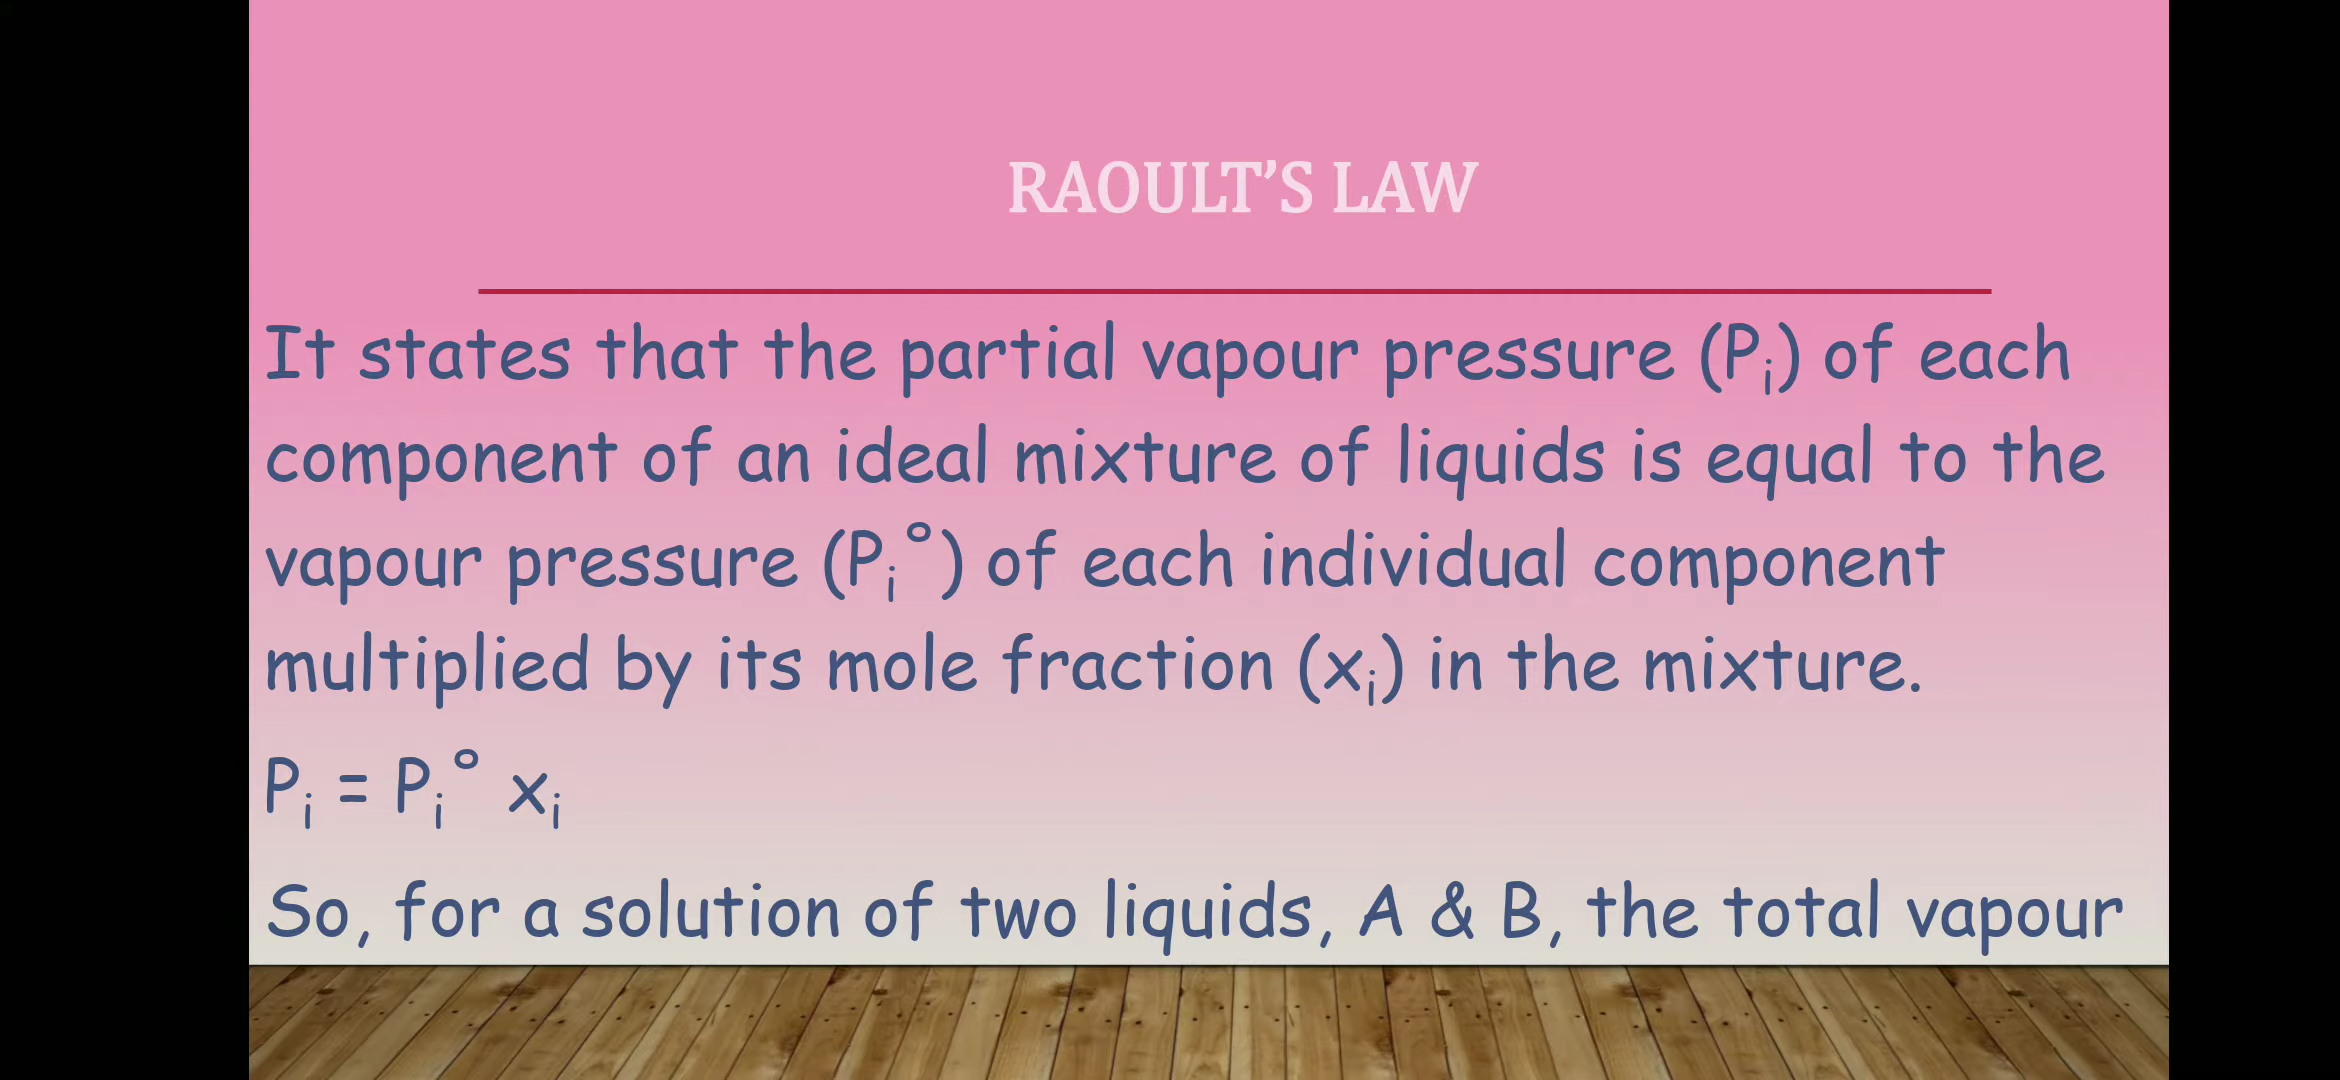 RAOULT’S LAW
It states that the partial vapour pressure (Pᵢ) of each
component of an ideal mixture of liquids is equal to the
vapour pressure (Pᵢ°) of each individual component
multiplied by its mole fraction (xᵢ) in the mixture.
Pᵢ = Pᵢ° xᵢ
So, for a solution of two liquids, A & B, the total vapour